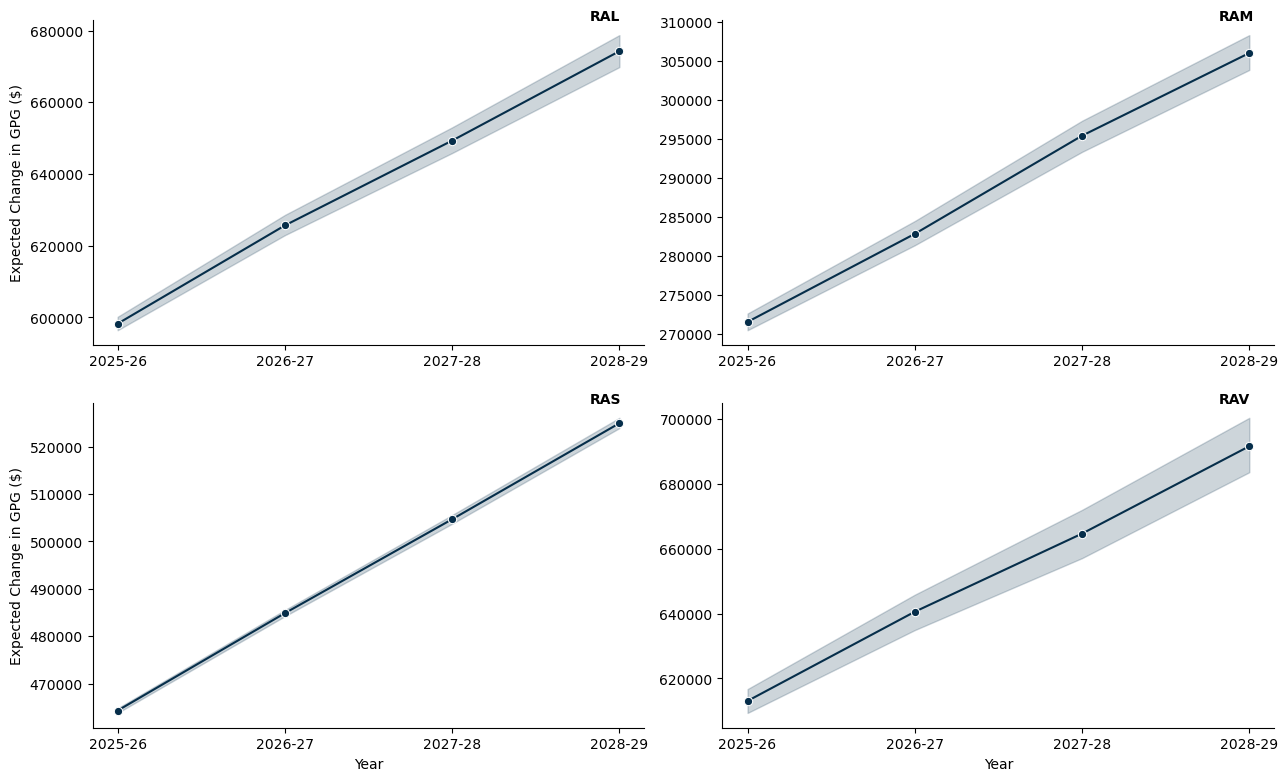 RAL
Expected Change in GPG ($)
680000
660000
640000
620000
600000
2025-26 2026-27 2027-28 2028-29
RAM
310000
305000
300000
295000
290000
285000
280000
275000
270000
2025-26 2026-27 2027-28 2028-29
RAS
Expected Change in GPG ($)
520000
510000
500000
490000
480000
470000
2025-26 2026-27 2027-28 2028-29
Year
RAV
700000
680000
660000
640000
620000
2025-26 2026-27 2027-28 2028-29
Year